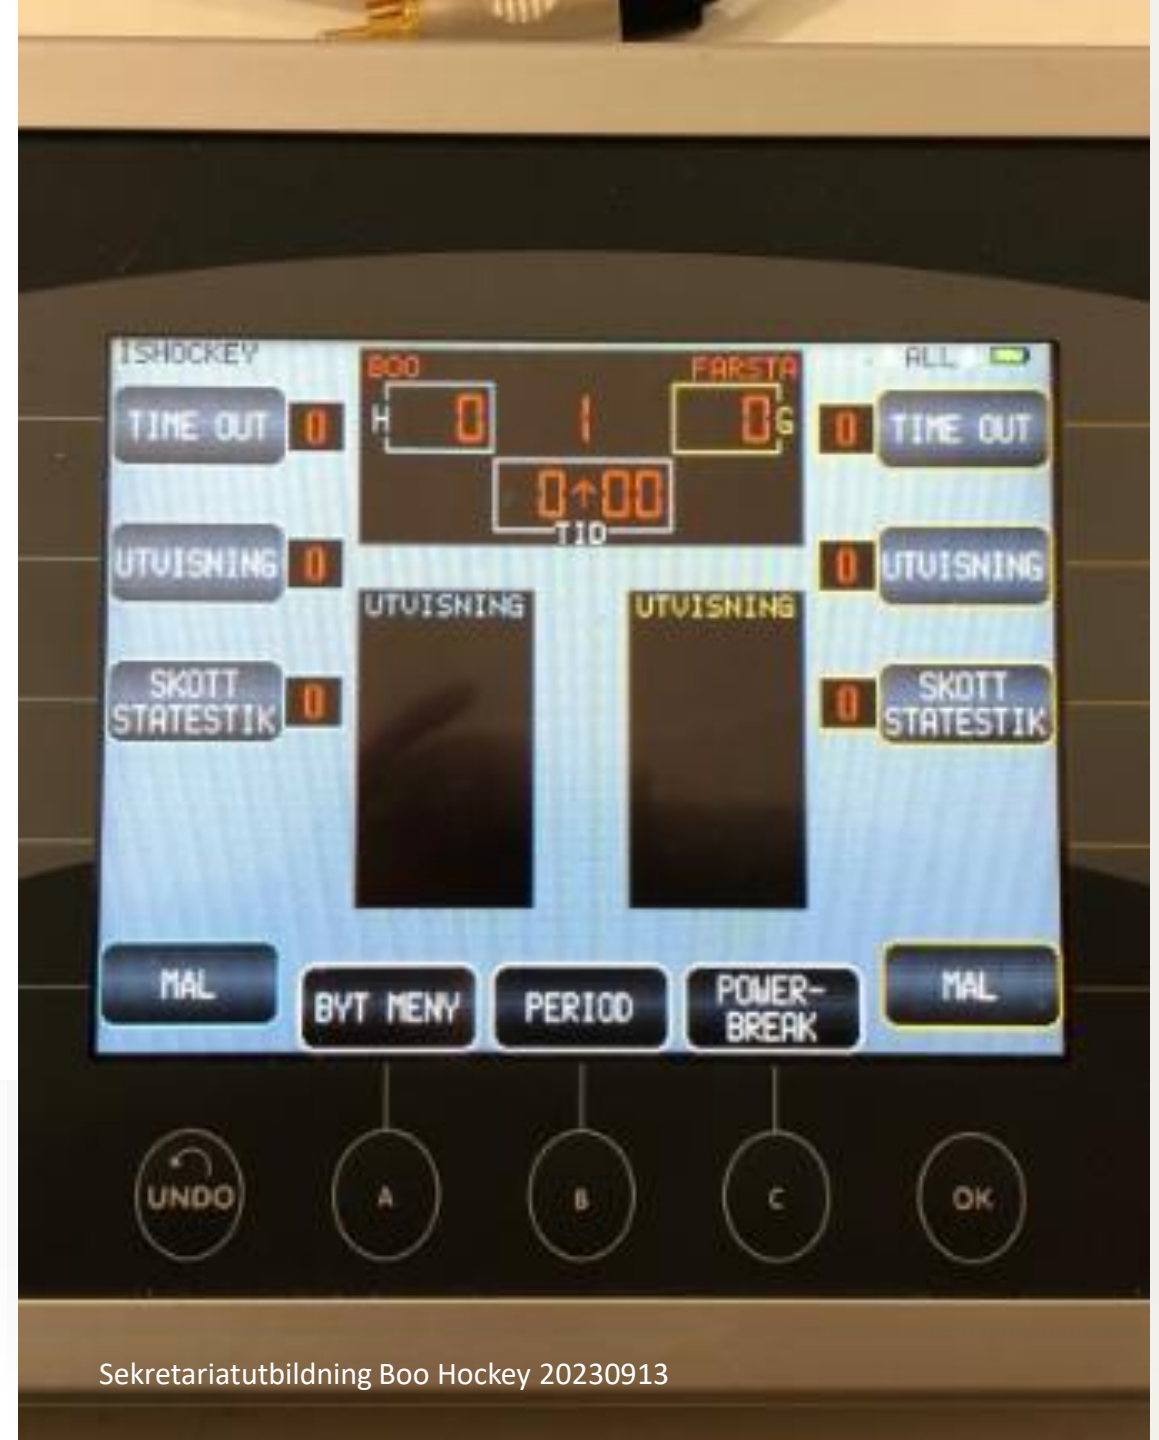 ISHOCKEY
BOO
FARSTA
ALL
TIME OUT
0
H
0
1
0
G
0
TIME OUT
0↑00
TID
UTVISNING
0
0
UTVISNING
UTVISNING
UTVISNING
SKOTT
STATESTIK
0
0
SKOTT
STATESTIK
MAL
BYT MENY
PERIOD
POWER-
BREAK
MAL
UNDO
A
B
C
OK
Sekretariatutbildning Boo Hockey 20230913